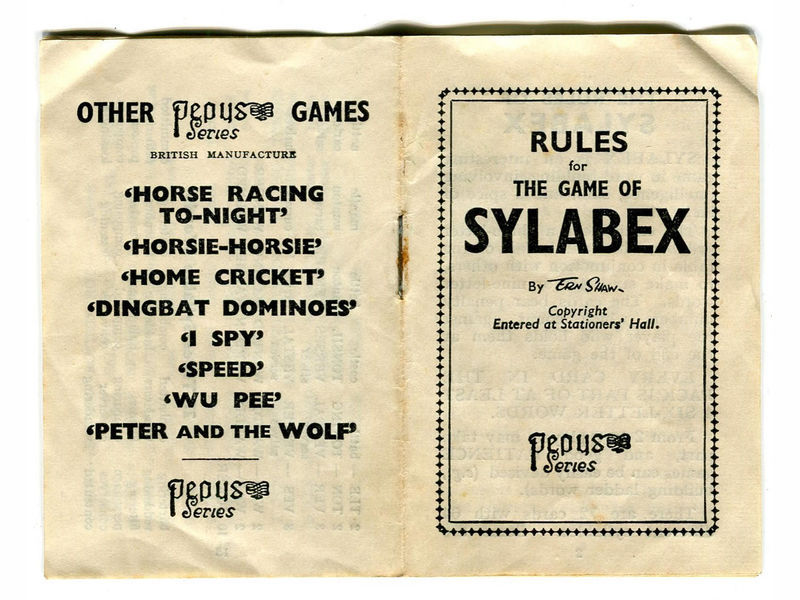 OTHER Pepys Series GAMES
BRITISH MANUFACTURE
‘HORSE RACING
TO-NIGHT’
‘HORSIE-HORSIE’
‘HOME CRICKET’
‘DINGBAT DOMINOES’
‘I SPY’
‘SPEED’
‘WU PEE’
‘PETER AND THE WOLF’
Pepys
Series
RULES
for
THE GAME OF
SYLABEX
By Ern Shaw
Copyright
Entered at Stationers’ Hall.
Pepys
Series